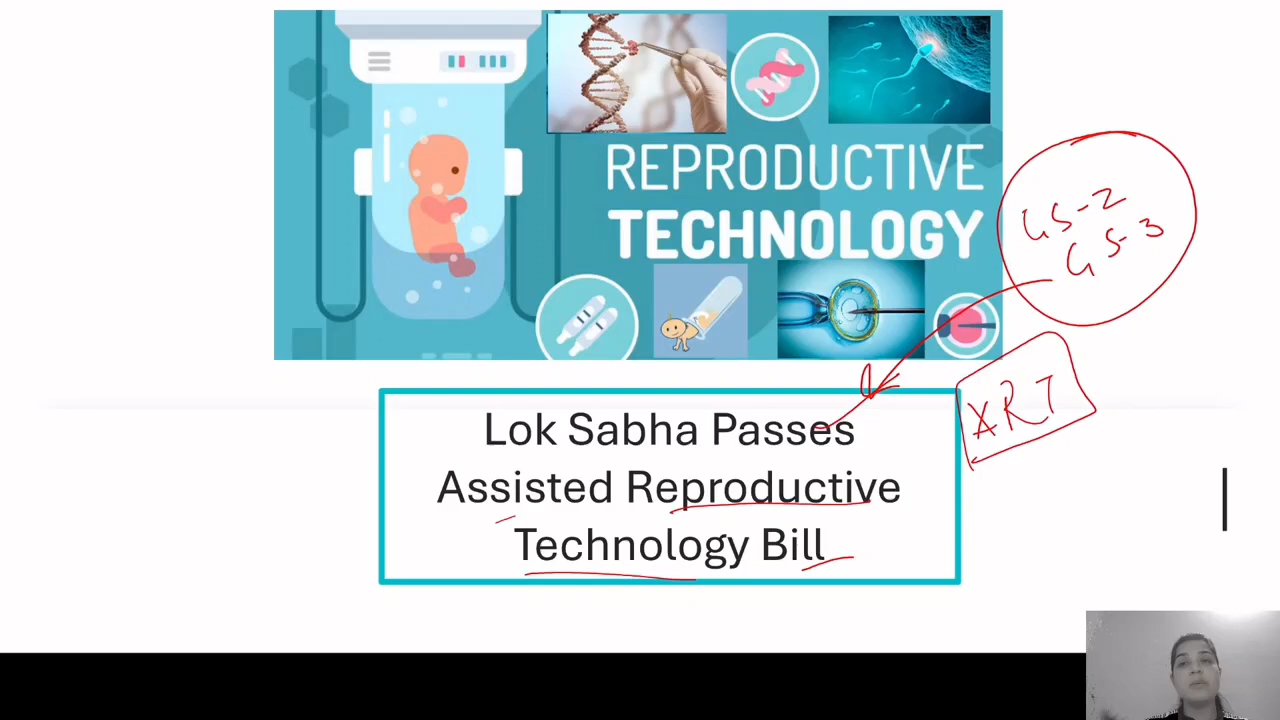 REPRODUCTIVE
TECHNOLOGY
GS-2
GS-3
ART
Lok Sabha Passes
Assisted Reproductive
Technology Bill